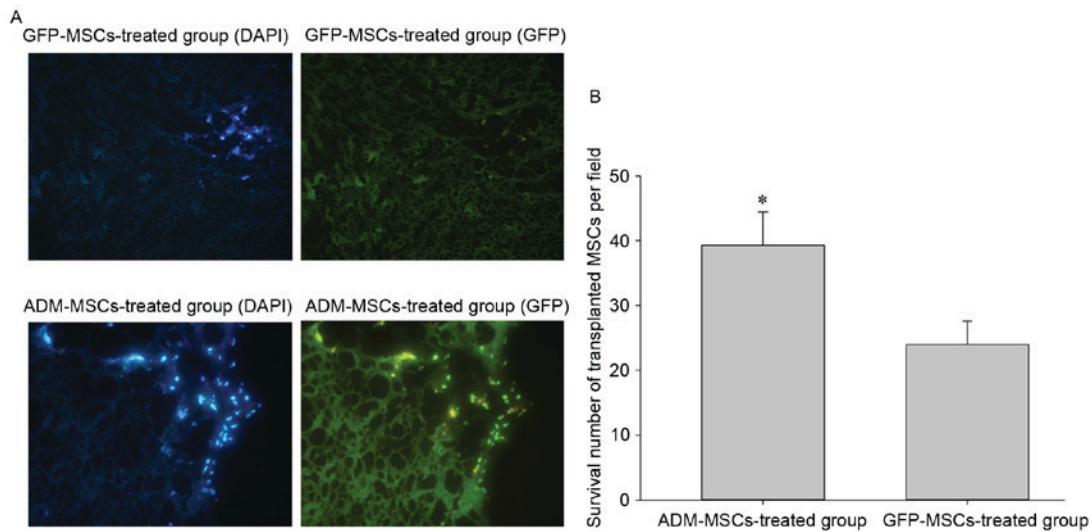 A
GFP-MSCs-treated group (DAPI)
GFP-MSCs-treated group (GFP)
ADM-MSCs-treated group (DAPI)
ADM-MSCs-treated group (GFP)
B
Survival number of transplanted MSCs per field
50
40
30
20
10
0
*
ADM-MSCs-treated group
GFP-MSCs-treated group